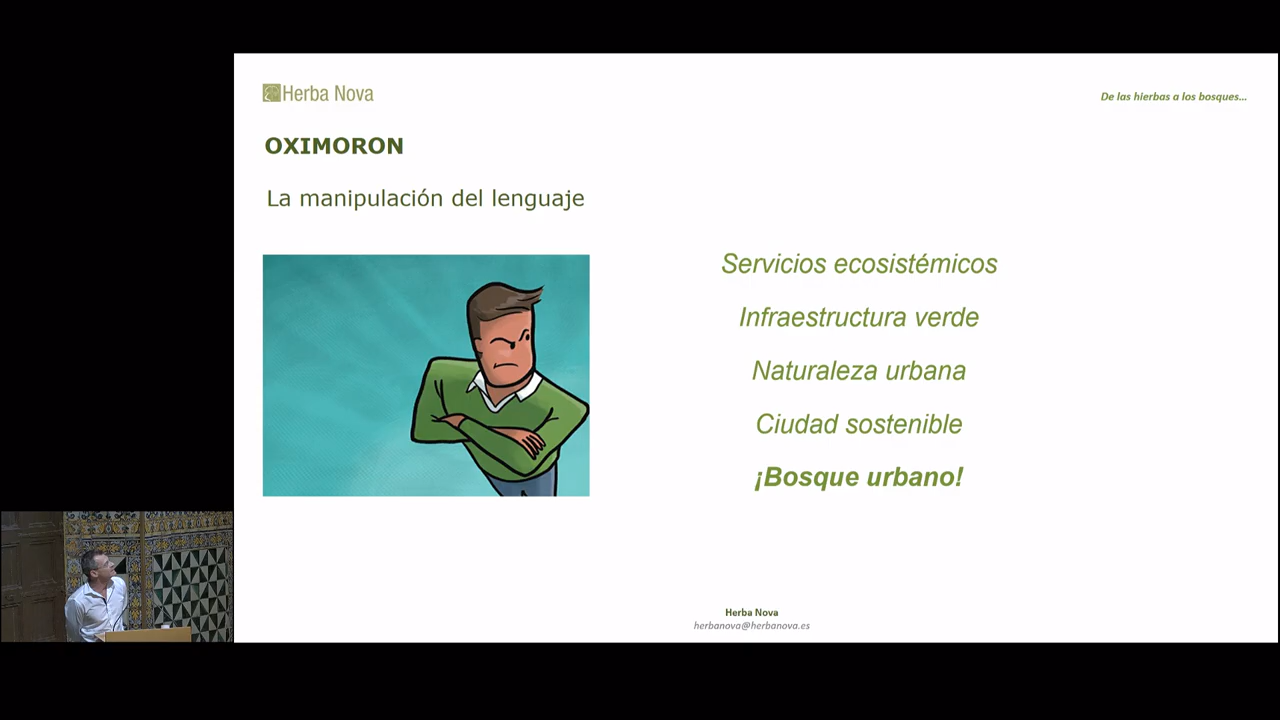 Herba Nova
De las hierbas a los bosques...
OXIMORON
La manipulación del lenguaje
Servicios ecosistémicos
Infraestructura verde
Naturaleza urbana
Ciudad sostenible
¡Bosque urbano!
Herba Nova
herbanova@herbanova.es